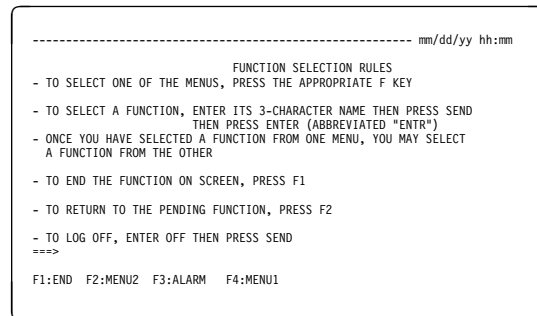 --------------------------------------------------------- mm/dd/yy hh:mm
FUNCTION SELECTION RULES
- TO SELECT ONE OF THE MENUS, PRESS THE APPROPRIATE F KEY
- TO SELECT A FUNCTION, ENTER ITS 3-CHARACTER NAME THEN PRESS SEND
THEN PRESS ENTER (ABBREVIATED "ENTR")
- ONCE YOU HAVE SELECTED A FUNCTION FROM ONE MENU, YOU MAY SELECT
A FUNCTION FROM THE OTHER
- TO END THE FUNCTION ON SCREEN, PRESS F1
- TO RETURN TO THE PENDING FUNCTION, PRESS F2
- TO LOG OFF, ENTER OFF THEN PRESS SEND
===>
F1:END F2:MENU2 F3:ALARM F4:MENU1